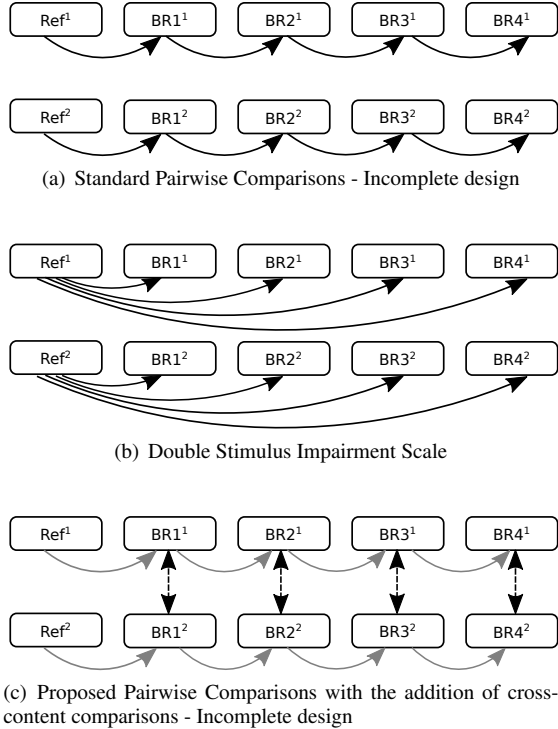 Ref¹ BR1¹ BR2¹ BR3¹ BR4¹
Ref² BR1² BR2² BR3² BR4²
(a) Standard Pairwise Comparisons - Incomplete design
Ref¹ BR1¹ BR2¹ BR3¹ BR4¹
Ref² BR1² BR2² BR3² BR4²
(b) Double Stimulus Impairment Scale
Ref¹ BR1¹ BR2¹ BR3¹ BR4¹
Ref² BR1² BR2² BR3² BR4²
(c) Proposed Pairwise Comparisons with the addition of cross-
content comparisons - Incomplete design